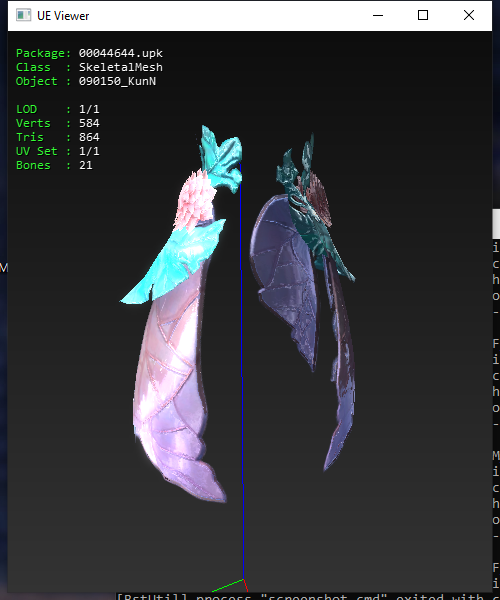 UE Viewer
Package: 00044644.upk
Class : SkeletalMesh
Object : 090150_KunN
LOD : 1/1
Verts : 584
Tris : 864
UV Set : 1/1
Bones : 21
M
i
c
h
o
-
F
i
c
h
o
-
M
i
c
h
o
-
F
i
[BstUtil] process "screenshot.cmd" exited with c